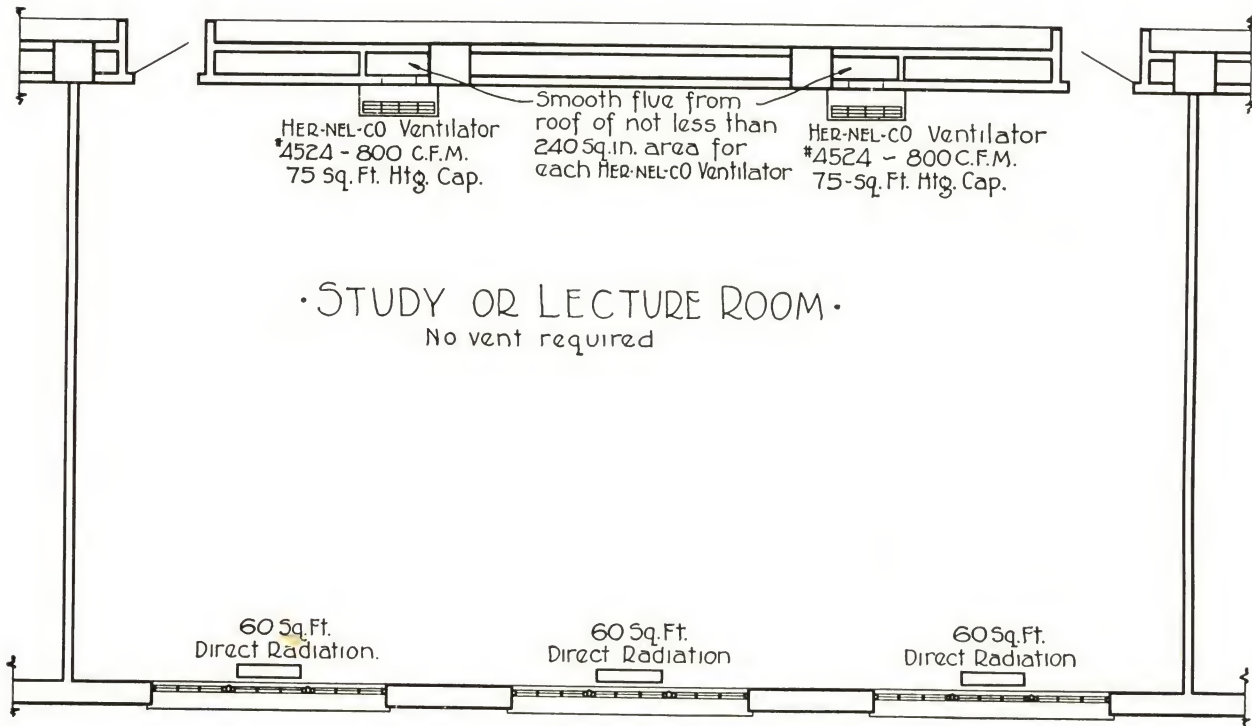 HER-NEL-CO Ventilator
#4524 - 800 C.F.M.
75 Sq. Ft. Htg. Cap.
Smooth flue from
roof of not less than
240 Sq.in. area for
each HER-NEL-CO Ventilator
HER-NEL-CO Ventilator
#4524 - 800 C.F.M.
75-Sq. Ft. Htg. Cap.
·STUDY OR LECTURE ROOM·
No vent required
60 Sq.Ft.
Direct Radiation.
60 Sq.Ft.
Direct Radiation
60 Sq.Ft.
Direct Radiation